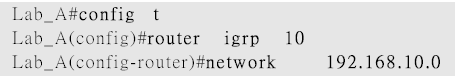 Lab_A#config t
Lab_A(config)#router igrp 10
Lab_A(config-router)#network 192.168.10.0